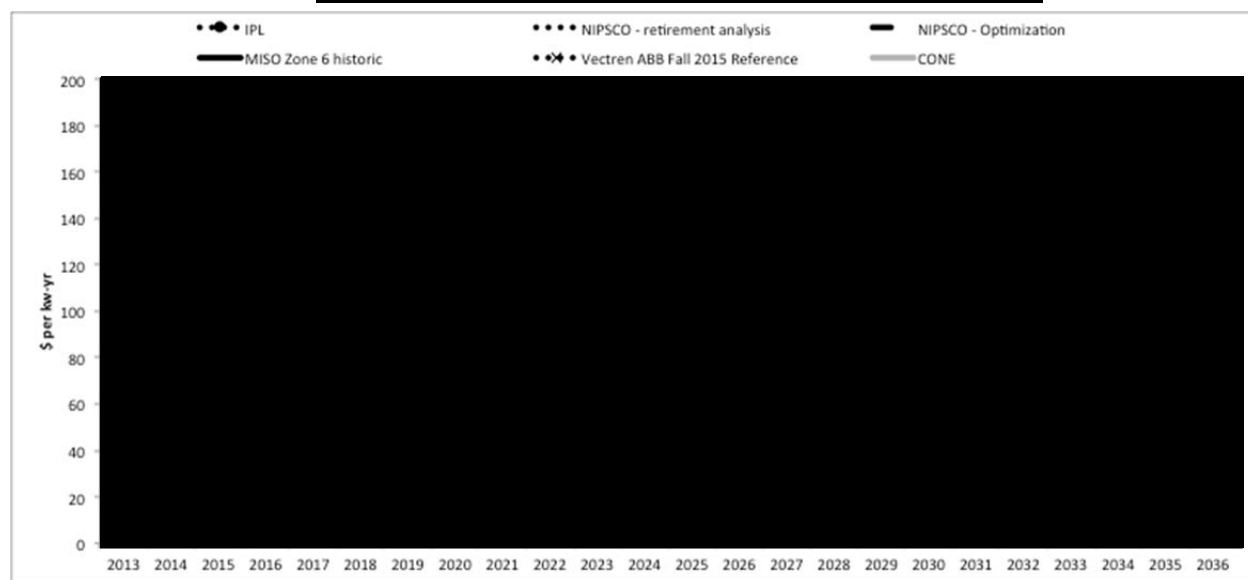 IPL NIPSCO - retirement analysis NIPSCO - Optimization
MISO Zone 6 historic Vectren ABB Fall 2015 Reference CONE
200
180
160
140
120
100
80
60
40
20
0
$ per kw-yr
2013 2014 2015 2016 2017 2018 2019 2020 2021 2022 2023 2024 2025 2026 2027 2028 2029 2030 2031 2032 2033 2034 2035 2036